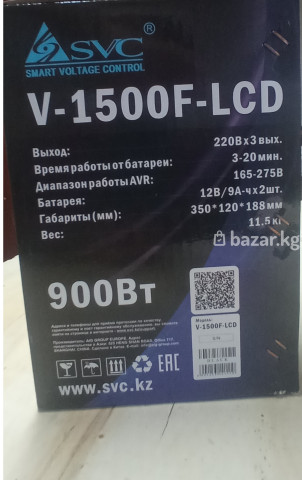 SVC®
SMART VOLTAGE CONTROL
V-1500F-LCD
Выход: 220В х 3 вых.
Время работы от батареи: 3-20 мин.
Диапазон работы AVR: 165-275В
Батарея: 12В/9А-чх2шт.
Габариты (мм): 350*120*188мм
Вес: 11.5кг
bazar.kg
900Вт
Модель:
V-1500F-LCD
S/N
EAC
www.svc.kz